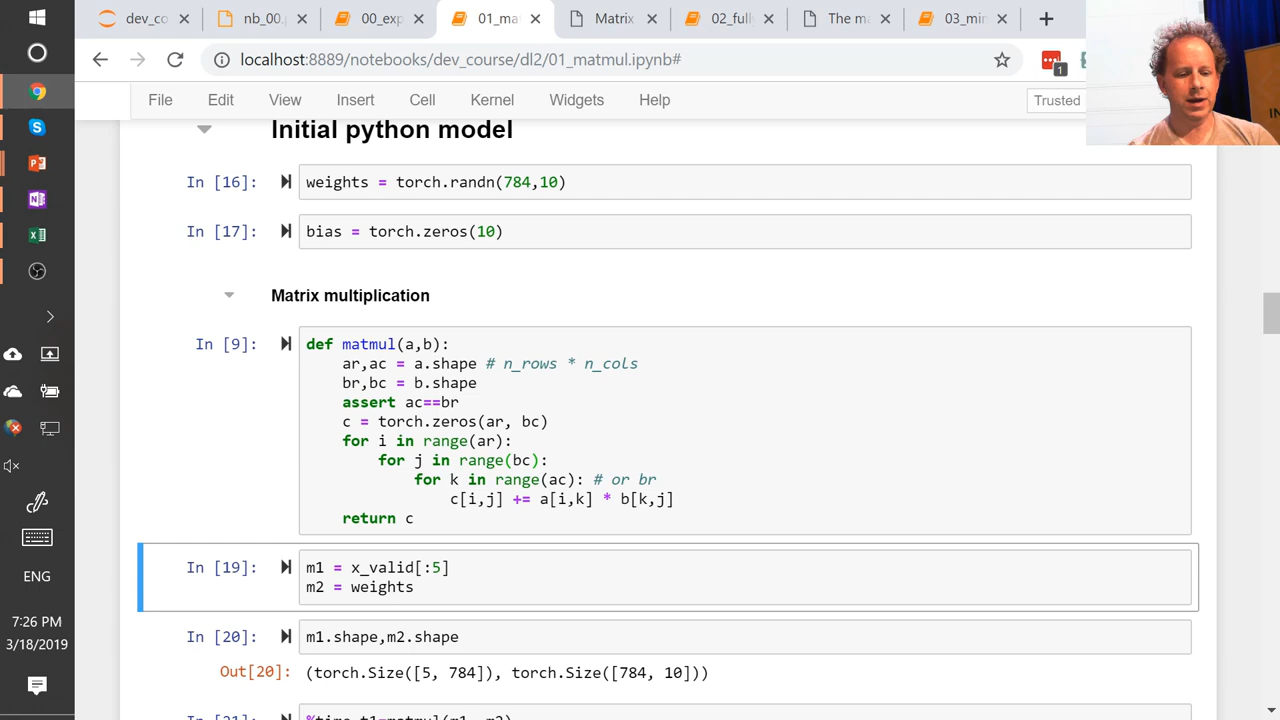 dev_co
nb_00.
00_exp
01_ma
Matrix
02_full
The ma
03_min
localhost:8889/notebooks/dev_course/dl2/01_matmul.ipynb#
1
File Edit View Insert Cell Kernel Widgets Help
Trusted
Initial python model
In [16]: weights = torch.randn(784,10)
In [17]: bias = torch.zeros(10)
Matrix multiplication
In [9]: def matmul(a,b):
ar,ac = a.shape # n_rows * n_cols
br,bc = b.shape
assert ac==br
c = torch.zeros(ar, bc)
for i in range(ar):
for j in range(bc):
for k in range(ac): # or br
c[i,j] += a[i,k] * b[k,j]
return c
In [19]: m1 = x_valid[:5]
m2 = weights
In [20]: m1.shape,m2.shape
Out[20]: (torch.Size([5, 784]), torch.Size([784, 10]))
ENG
7:26 PM
3/18/2019